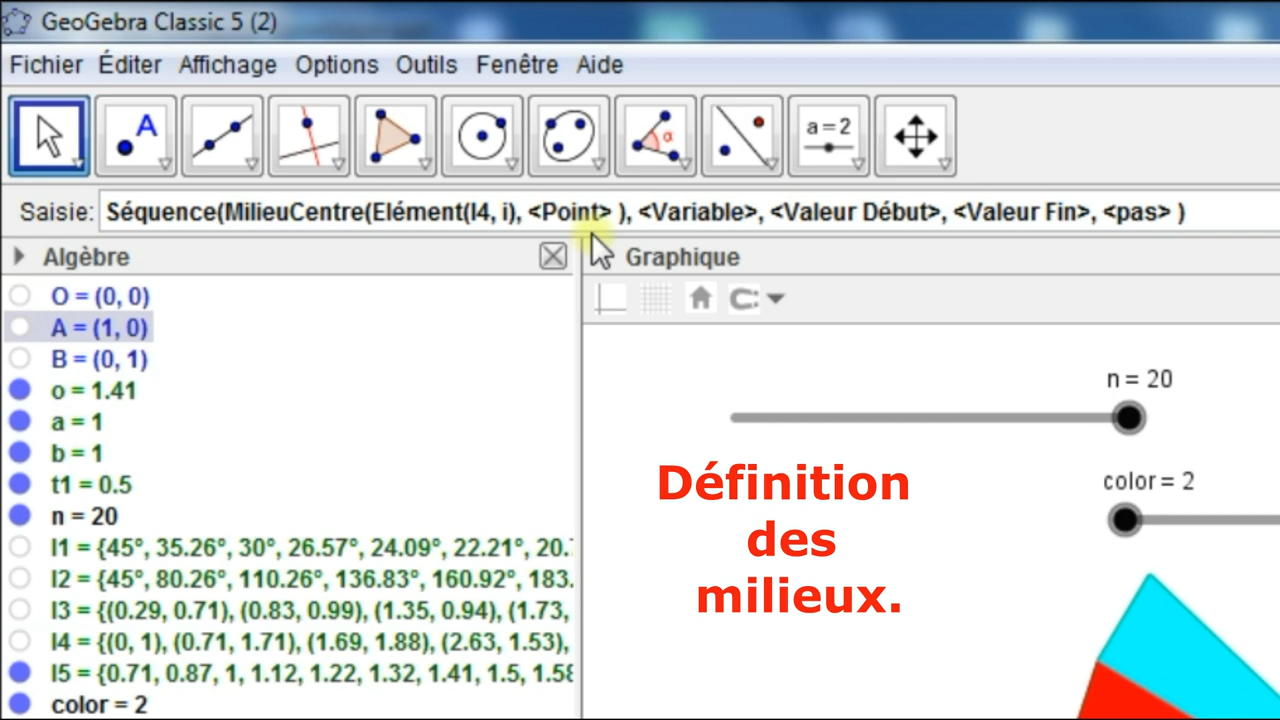 GeoGebra Classic 5 (2)
Fichier Éditer Affichage Options Outils Fenêtre Aide
A
α
a=2
Saisie: Séquence(MilieuCentre(Elément(l4, i), <Point> ), <Variable>, <Valeur Début>, <Valeur Fin>, <pas> )
Algèbre
Graphique
O = (0, 0)
A = (1, 0)
B = (0, 1)
o = 1.41
a = 1
b = 1
t1 = 0.5
n = 20
l1 = {45°, 35.26°, 30°, 26.57°, 24.09°, 22.21°, 20.
l2 = {45°, 80.26°, 110.26°, 136.83°, 160.92°, 183.
l3 = {(0.29, 0.71), (0.83, 0.99), (1.35, 0.94), (1.73,
l4 = {(0, 1), (0.71, 1.71), (1.69, 1.88), (2.63, 1.53),
l5 = {0.71, 0.87, 1, 1.12, 1.22, 1.32, 1.41, 1.5, 1.58
color = 2
n = 20
color = 2
Définition
des
milieux.